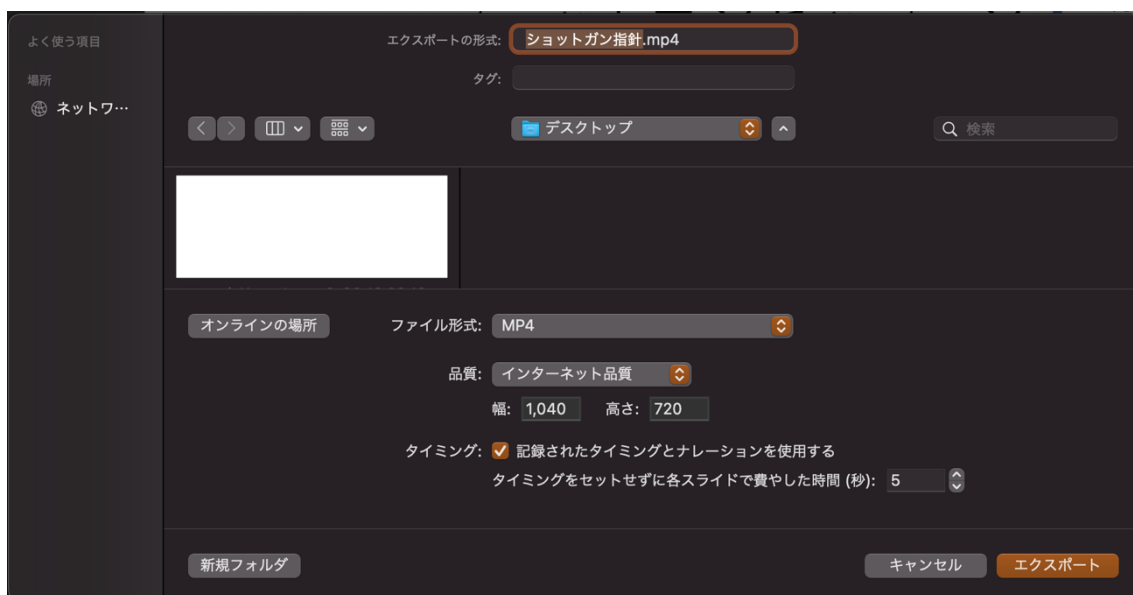 よく使う項目
場所
ネットワ…
エクスポートの形式: ショットガン指針.mp4
タグ:
デスクトップ
検索
オンラインの場所
ファイル形式: MP4
品質: インターネット品質
幅: 1,040 高さ: 720
タイミング: 記録されたタイミングとナレーションを使用する
タイミングをセットせずに各スライドで費やした時間 (秒): 5
新規フォルダ
キャンセル
エクスポート